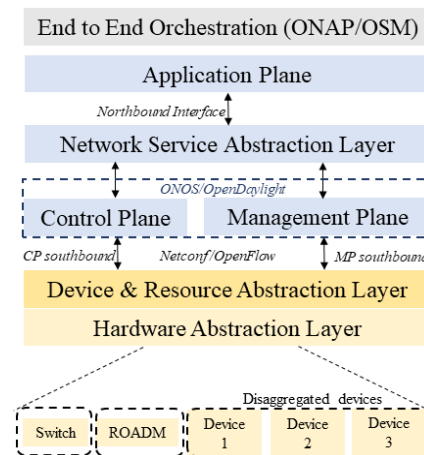 End to End Orchestration (ONAP/OSM)
Application Plane
Northbound Interface
Network Service Abstraction Layer
ONOS/OpenDaylight
Control Plane
Management Plane
CP southbound
Netconf/OpenFlow
MP southbound
Device & Resource Abstraction Layer
Hardware Abstraction Layer
Disaggregated devices
Switch
ROADM
Device
1
Device
2
Device
3